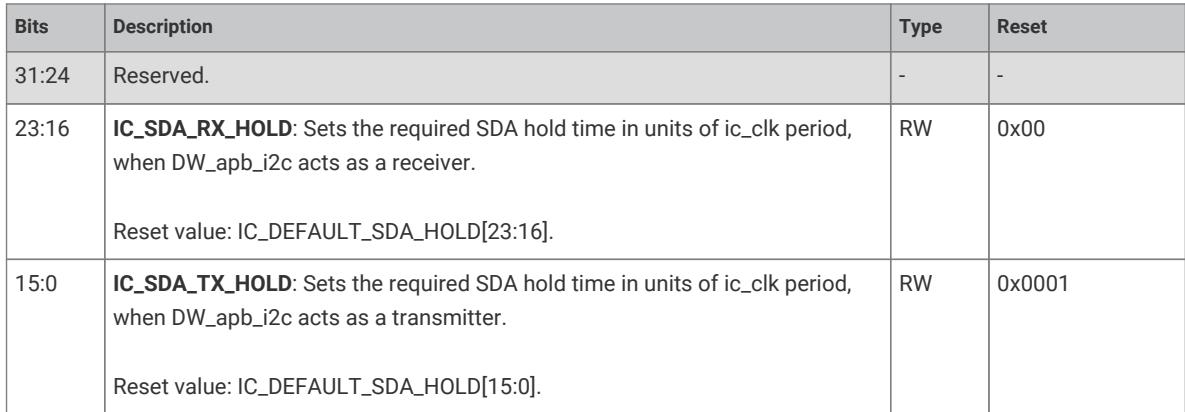 Bits Description Type Reset
31:24 Reserved. - -
23:16 IC_SDA_RX_HOLD: Sets the required SDA hold time in units of ic_clk period, RW 0x00
when DW_apb_i2c acts as a receiver.
Reset value: IC_DEFAULT_SDA_HOLD[23:16].
15:0 IC_SDA_TX_HOLD: Sets the required SDA hold time in units of ic_clk period, RW 0x0001
when DW_apb_i2c acts as a transmitter.
Reset value: IC_DEFAULT_SDA_HOLD[15:0].